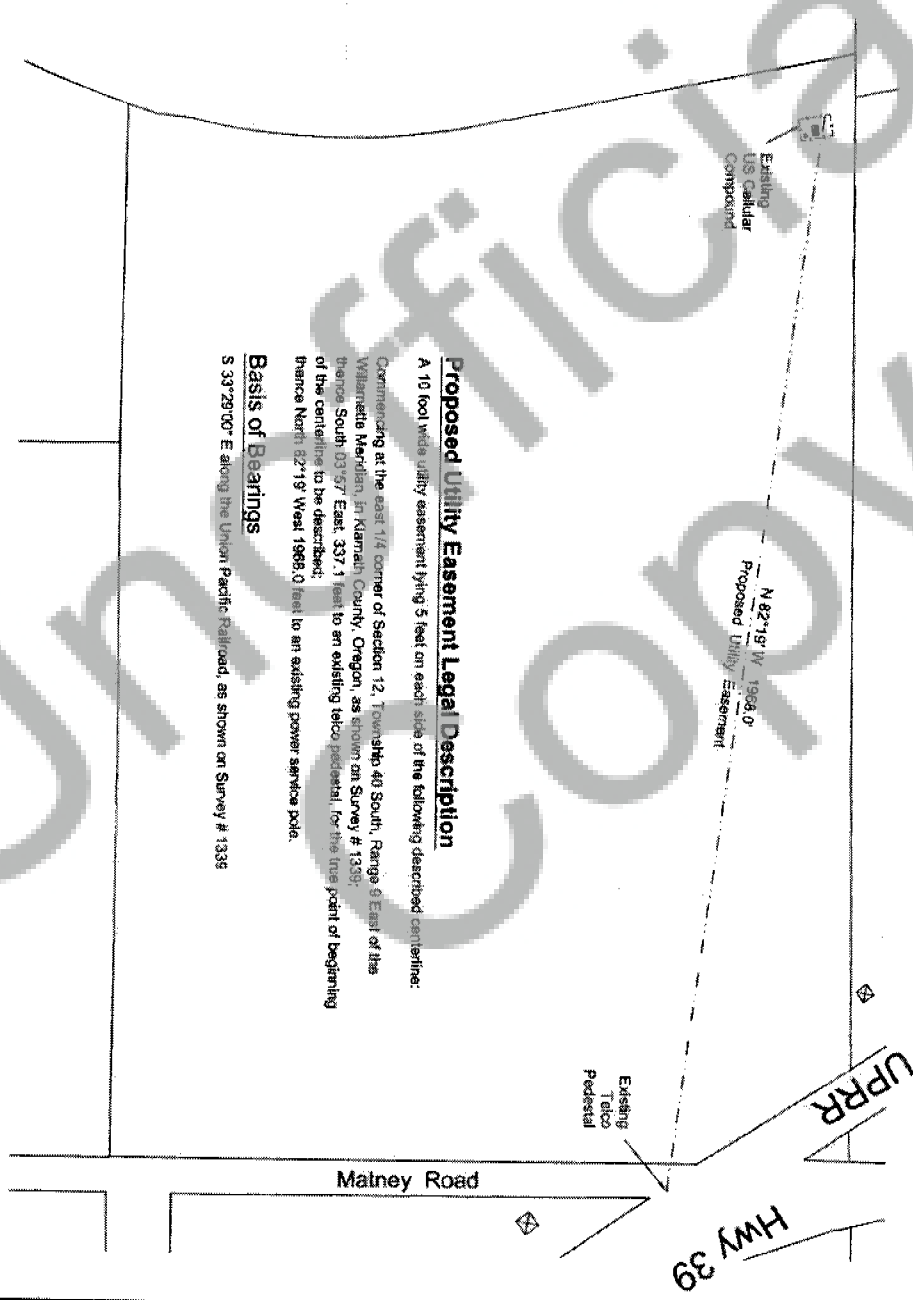 Existing
US Cellular
Compound
N 82°19' W 1968.0'
Proposed Utility Easement
Existing
Telco
Pedestal
UPRR
Hwy 39
Matney Road
Proposed Utility Easement Legal Description
A 10 foot wide utility easement lying 5 feet on each side of the following described centerline:
Commencing at the east 1/4 corner of Section 12, Township 40 South, Range 9 East of the
Willamette Meridian, in Klamath County, Oregon, as shown on Survey # 1339;
thence South 03°57' East, 337.1 feet to an existing telco pedestal, for the true point of beginning
of the centerline to be described;
thence North 82°19' West 1968.0 feet to an existing power service pole.
Basis of Bearings
S 33°29'00" E along the Union Pacific Railroad, as shown on Survey # 1339
Unofficial
Copy